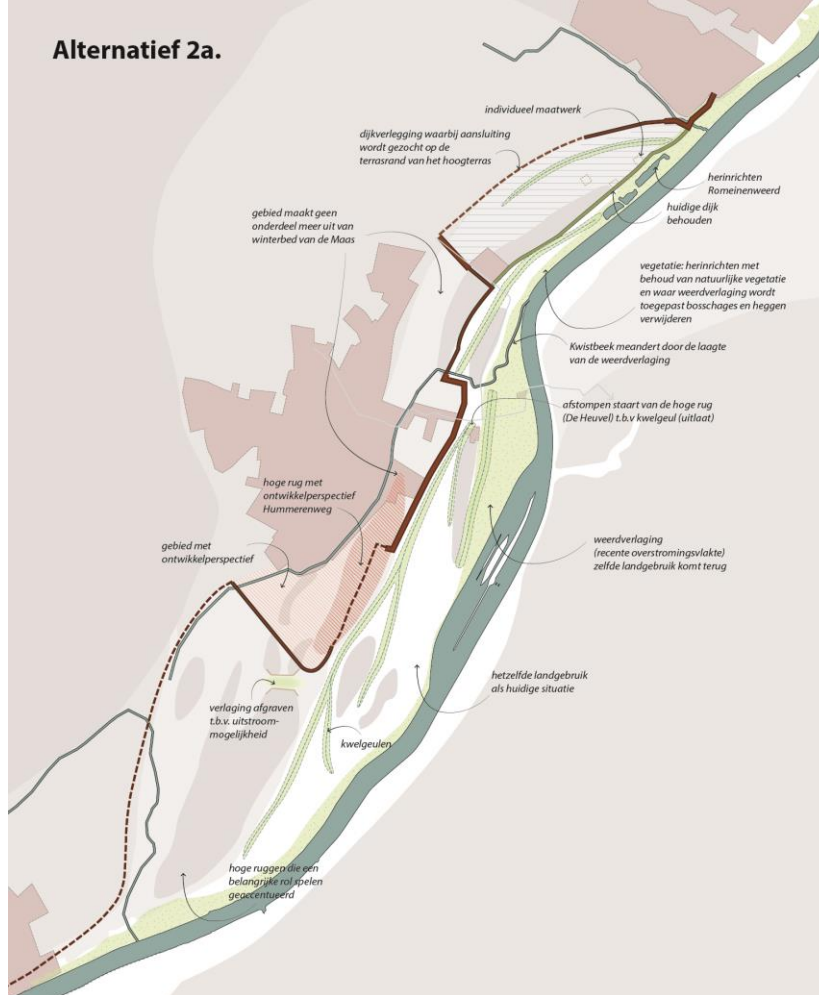 Alternatief 2a.
individueel maatwerk
dijkverlegging waarbij aansluiting
wordt gezocht op de
terrasrand van het hoogterras
herinrichten
Romeinenweerd
huidige dijk
behouden
gebied maakt geen
onderdeel meer uit van
winterbed van de Maas
vegetatie: herinrichten met
behoud van natuurlijke vegetatie
en waar weerdverlaging wordt
toegepast bosschages en heggen
verwijderen
Kwistbeek meandert door de laagte
van de weerdverlaging
afstompen staart van de hoge rug
(De Heuvel) t.b.v kwelgeul (uitlaat)
hoge rug met
ontwikkelperspectief
Hummerenweg
gebied met
ontwikkelperspectief
weerdverlaging
(recente overstromingsvlakte)
zelfde landgebruik komt terug
hetzelfde landgebruik
als huidige situatie
verlaging afgraven
t.b.v. uitstroom-
mogelijkheid
kwelgeulen
hoge ruggen die een
belangrijke rol spelen
geaccentueerd